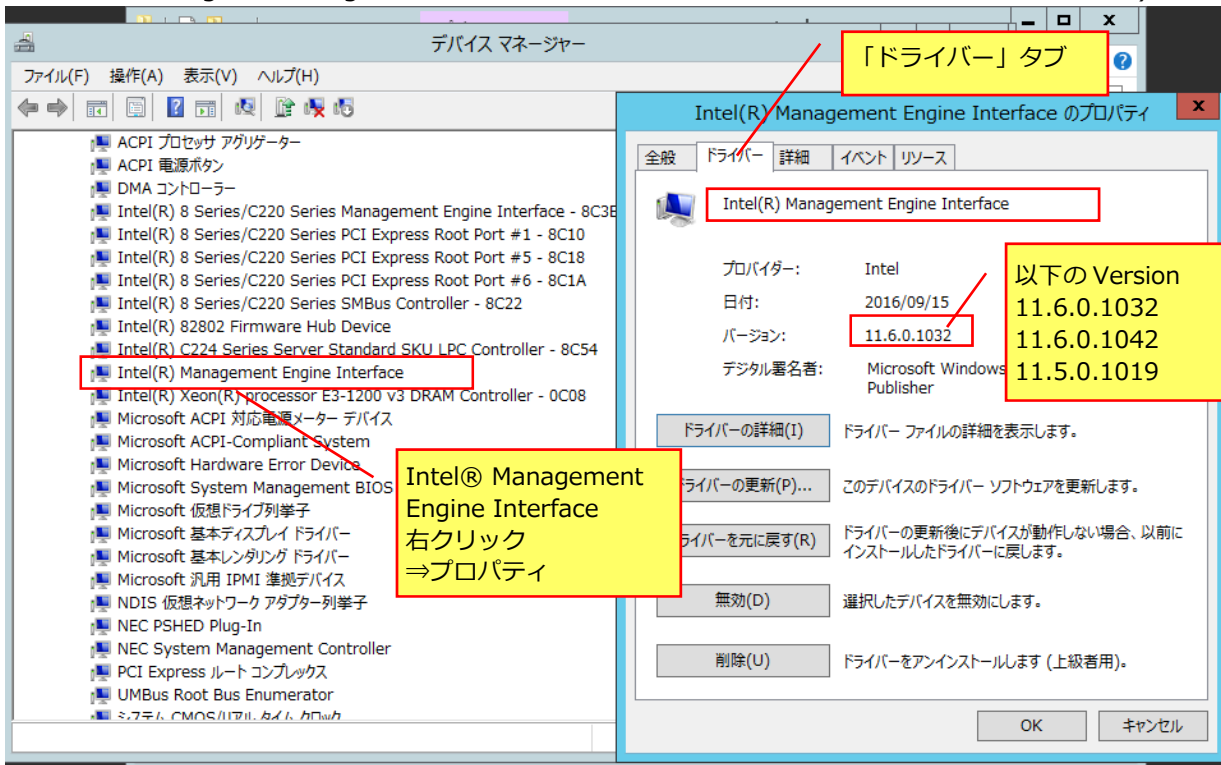 デバイス マネージャー
ファイル(F) 操作(A) 表示(V) ヘルプ(H)
ACPI プロセッサ アグリゲーター
ACPI 電源ボタン
DMA コントローラー
Intel(R) 8 Series/C220 Series Management Engine Interface - 8C3E
Intel(R) 8 Series/C220 Series PCI Express Root Port #1 - 8C10
Intel(R) 8 Series/C220 Series PCI Express Root Port #5 - 8C18
Intel(R) 8 Series/C220 Series PCI Express Root Port #6 - 8C1A
Intel(R) 8 Series/C220 Series SMBus Controller - 8C22
Intel(R) 82802 Firmware Hub Device
Intel(R) C224 Series Server Standard SKU LPC Controller - 8C54
Intel(R) Management Engine Interface
Intel(R) Xeon(R) processor E3-1200 v3 DRAM Controller - 0C08
Microsoft ACPI 対応電源メーター デバイス
Microsoft ACPI-Compliant System
Microsoft Hardware Error Device
Microsoft System Management BIOS
Microsoft 仮想ドライブ列挙子
Microsoft 基本ディスプレイ ドライバー
Microsoft 基本レンダリング ドライバー
Microsoft 汎用 IPMI 準拠デバイス
NDIS 仮想ネットワーク アダプター列挙子
NEC PSHED Plug-In
NEC System Management Controller
PCI Express ルート コンプレックス
UMBus Root Bus Enumerator
システム CMOS/リアル タイム クロック
Intel® Management
Engine Interface
右クリック
⇒プロパティ
「ドライバー」タブ
Intel(R) Management Engine Interface のプロパティ
全般 ドライバー 詳細 イベント リソース
Intel(R) Management Engine Interface
プロバイダー: Intel
日付: 2016/09/15
バージョン: 11.6.0.1032
デジタル署名者: Microsoft Windows
Publisher
以下の Version
11.6.0.1032
11.6.0.1042
11.5.0.1019
ドライバーの詳細(I) ドライバー ファイルの詳細を表示します。
ドライバーの更新(P)... このデバイスのドライバー ソフトウェアを更新します。
ライバーを元に戻す(R) ドライバーの更新後にデバイスが動作しない場合、以前に
インストールしたドライバーに戻します。
無効(D) 選択したデバイスを無効にします。
削除(U) ドライバーをアンインストールします (上級者用)。
OK キャンセル